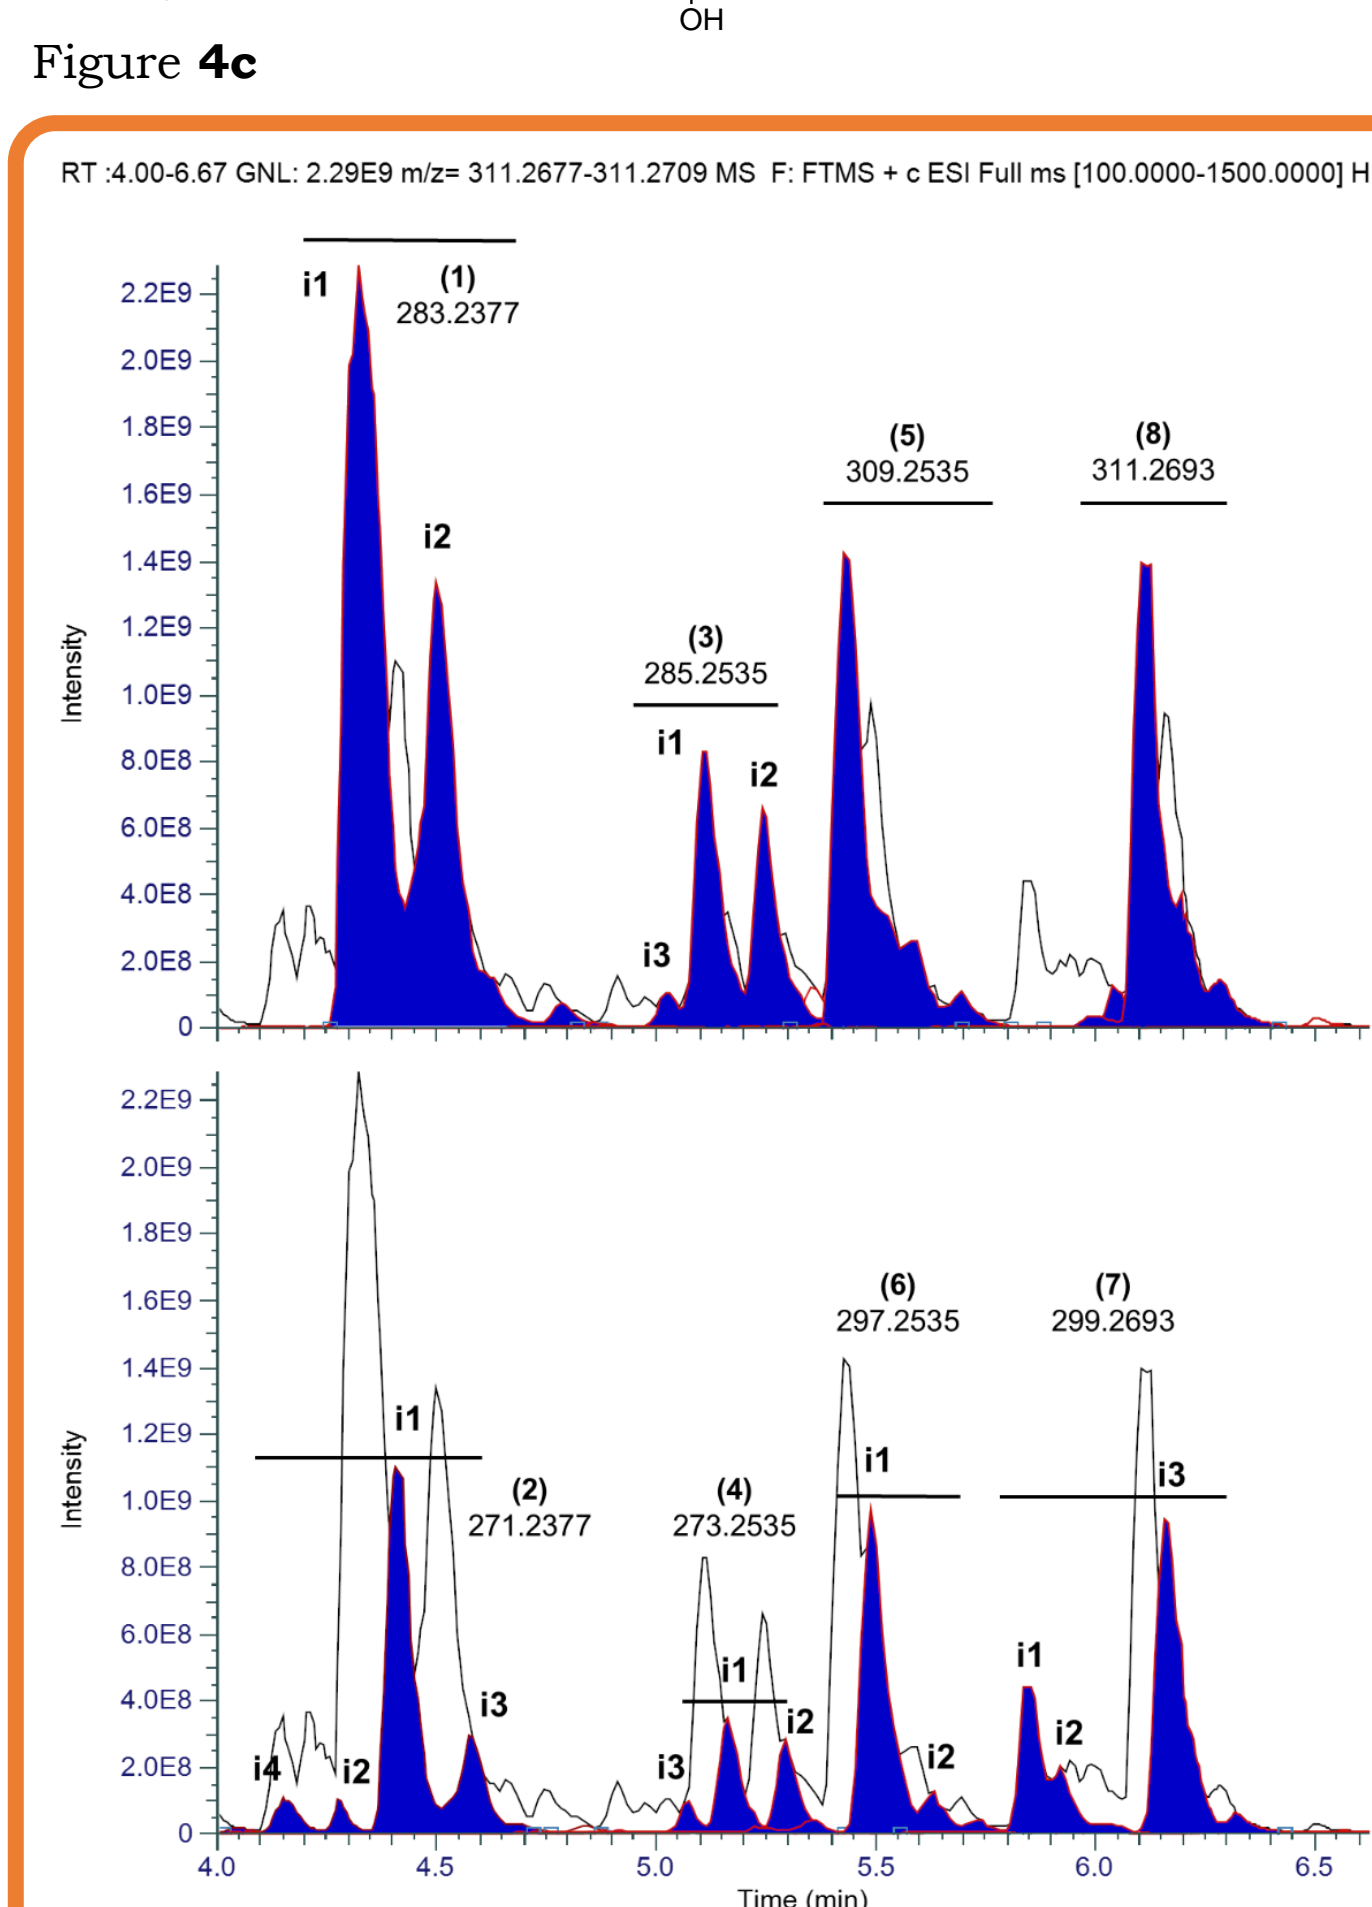 OH
Figure 4c
RT :4.00-6.67 GNL: 2.29E9 m/z= 311.2677-311.2709 MS F: FTMS + c ESI Full ms [100.0000-1500.0000] H
i1 (1)
283.2377
2.2E9
2.0E9
1.8E9
1.6E9
1.4E9
1.2E9
1.0E9
8.0E8
6.0E8
4.0E8
2.0E8
0
Intensity
i2
(3)
285.2535
i1
i2
i3
(5)
309.2535
(8)
311.2693
2.2E9
2.0E9
1.8E9
1.6E9
1.4E9
1.2E9
1.0E9
8.0E8
6.0E8
4.0E8
2.0E8
0
Intensity
i1
(2)
271.2377
i3
i4
i2
(4)
273.2535
i1
i2
i3
(6)
297.2535
i1
i2
(7)
299.2693
i3
i1
i2
4.0 4.5 5.0 5.5 6.0 6.5
Time (min)